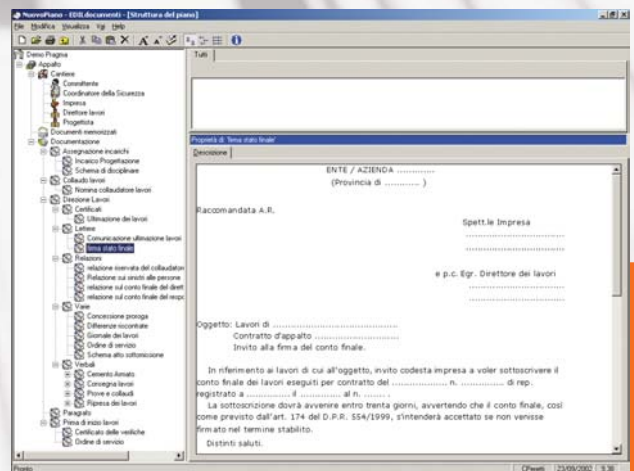 NuovoPiano - EDILdocumenti - [Struttura del piano]
File Modifica Visualizza Vai Help
Demo Pragma
Appalto
Cantiere
Committente
Coordinatore della Sicurezza
Impresa
Direttore lavori
Progettista
Documenti memorizzati
Documentazione
Assegnazione incarichi
Incarico Progettazione
Schema di disciplinare
Collaudo lavori
Nomina collaudatore lavori
Direzione Lavori
Certificati
Ultimazione dei lavori
Lettere
Comunicazione ultimazione lavori
firma stato finale
Relazioni
relazione riservata del collaudatore
Relazione sui sinistri alle persone
relazione sul conto finale del dirett
relazione sul conto finale del respo
Varie
Concessione proroga
Differenze riscontrate
Giornale dei lavori
Ordine di servizio
Schema atto sottomissione
Verbali
Cemento Armato
Consegna lavori
Prove e collaudi
Ripresa dei lavori
Paragrafo
Prima di inizio lavori
Certificato delle verifiche
Ordine di servizio
Tutti
Proprietà di 'firma stato finale'
Descrizione
ENTE / AZIENDA .............
(Provincia di ............ )
Raccomandata A.R.
Spett.le Impresa
................................
................................
e p.c. Egr. Direttore dei lavori
................................
................................
Oggetto: Lavori di ........................................
Contratto d'appalto ................................
Invito alla firma del conto finale.
In riferimento ai lavori di cui all'oggetto, invito codesta impresa a voler sottoscrivere il
conto finale dei lavori eseguiti per contratto del .................... n. .............. di rep.
registrato a ............ il ............ al n. ........ .
La sottoscrizione dovrà avvenire entro trenta giorni, avvertendo che il conto finale, così
come previsto dall'art. 174 del D.P.R. 554/1999, s'intenderà accettato se non venisse
firmato nel termine stabilito.
Distinti saluti.
Pronto
CPasetti 23/09/2002 9.38